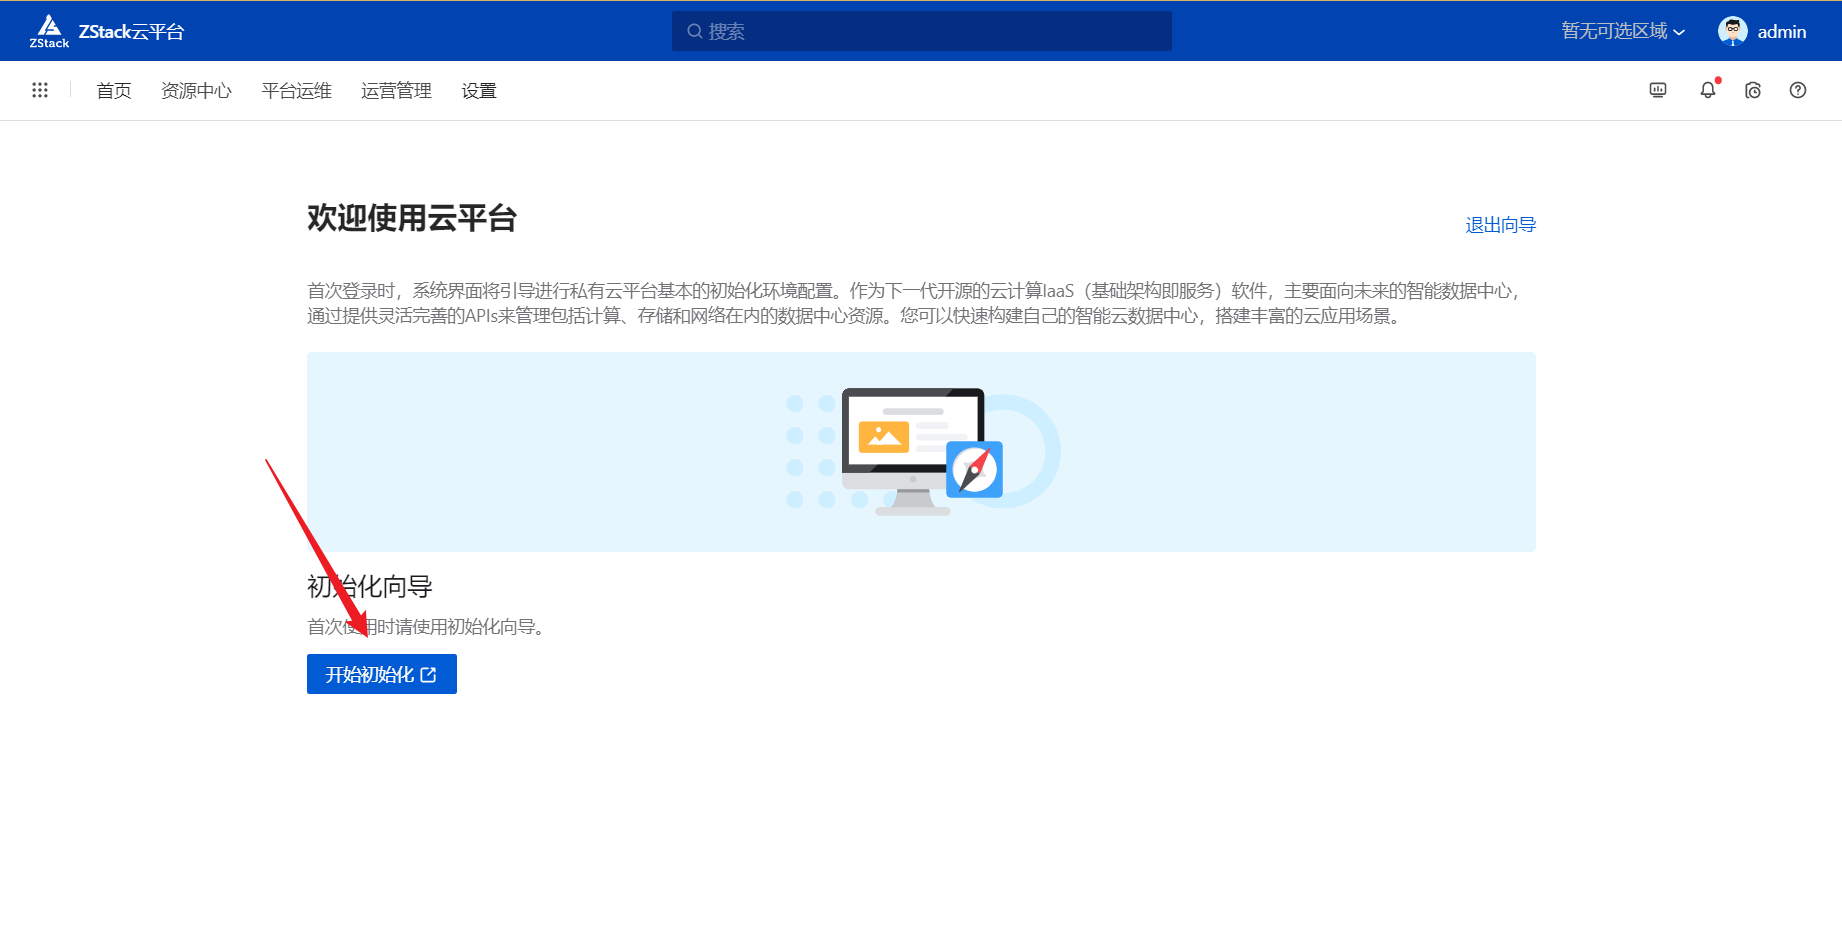 ZStack
ZStack云平台
搜索
暂无可选区域
admin
首页
资源中心
平台运维
运营管理
设置
欢迎使用云平台
退出向导
首次登录时，系统界面将引导进行私有云平台基本的初始化环境配置。作为下一代开源的云计算IaaS（基础架构即服务）软件，主要面向未来的智能数据中心，
通过提供灵活完善的APIs来管理包括计算、存储和网络在内的数据中心资源。您可以快速构建自己的智能云数据中心，搭建丰富的云应用场景。
初始化向导
首次使用时请使用初始化向导。
开始初始化